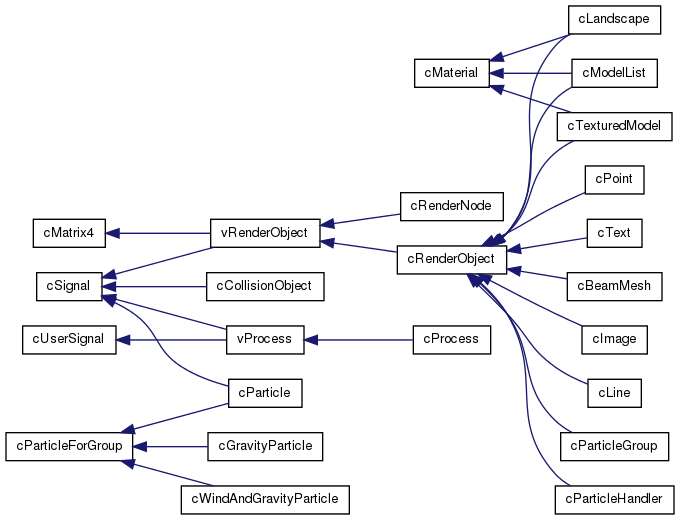 cLandscape
cMaterial
cModelList
cTexturedModel
cPoint
cRenderNode
cMatrix4
vRenderObject
cText
cRenderObject
cSignal
cCollisionObject
cBeamMesh
cUserSignal
vProcess
cProcess
cImage
cParticle
cLine
cParticleForGroup
cGravityParticle
cParticleGroup
cWindAndGravityParticle
cParticleHandler